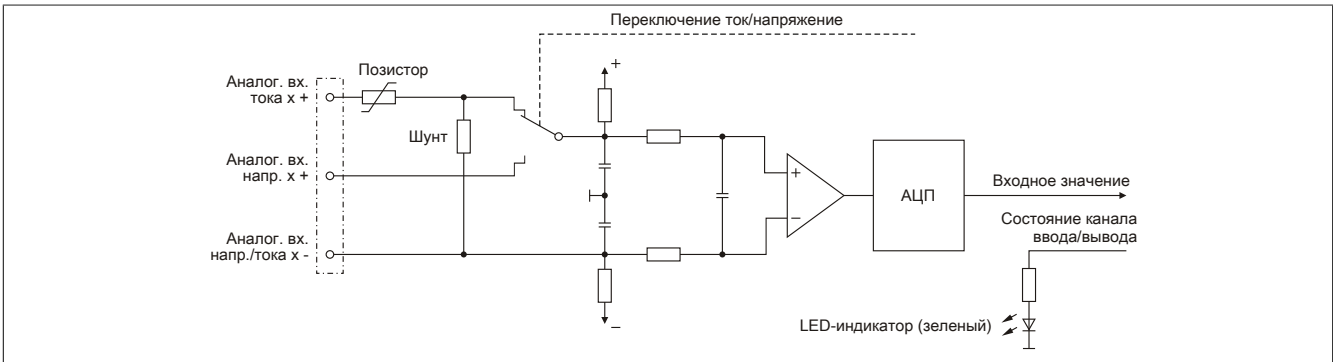 Переключение ток/напряжение
Позистор
Аналог. вх.
тока x +
Шунт
Аналог. вх.
напр. x +
Аналог. вх.
напр./тока x -
+
−
+
−
АЦП
Входное значение
Состояние канала
ввода/вывода
LED-индикатор (зеленый)